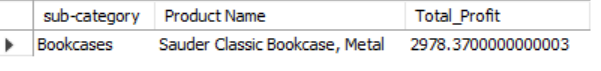 sub-category Product Name Total_Profit
Bookcases Sauder Classic Bookcase, Metal 2978.3700000000003